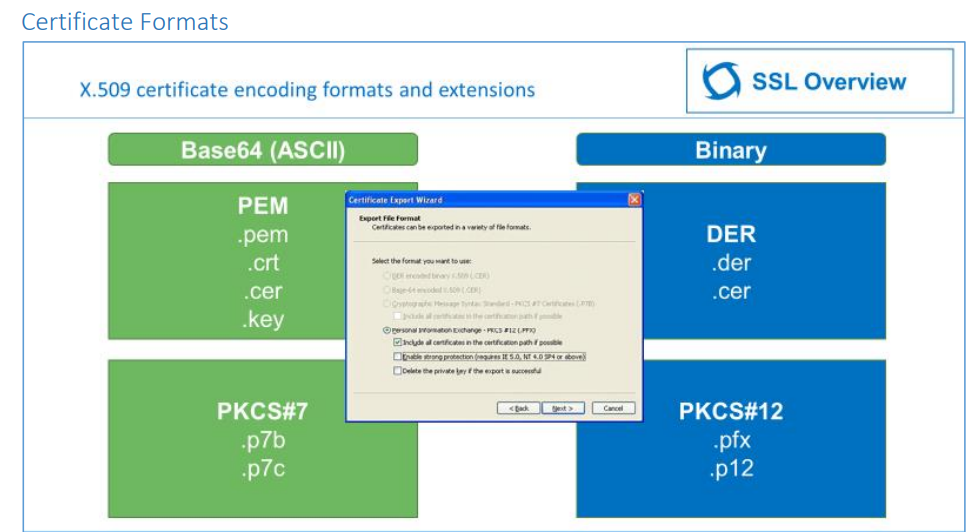 Certificate Formats
X.509 certificate encoding formats and extensions
SSL Overview
Base64 (ASCII)
Binary
PEM
.pem
.crt
.cer
.key
DER
.der
.cer
PKCS#7
.p7b
.p7c
PKCS#12
.pfx
.p12
Certificate Export Wizard
Export File Format
Certificates can be exported in a variety of file formats.
Select the format you want to use:
DER encoded binary X.509 (.CER)
Base-64 encoded X.509 (.CER)
Cryptographic Message Syntax Standard - PKCS #7 Certificates (.P7B)
Include all certificates in the certification path if possible
Personal Information Exchange - PKCS #12 (.PFX)
Include all certificates in the certification path if possible
Enable strong protection (requires IE 5.0, NT 4.0 SP4 or above)
Delete the private key if the export is successful
< Back
Next >
Cancel